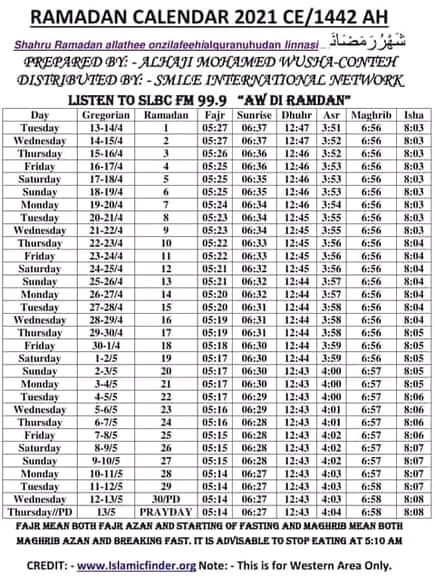 RAMADAN CALENDAR 2021 CE/1442 AH
Shahru Ramadan allathee onzilafeehialquranuhudan linnasi_ شَهْرُ رَمَضَانَ
PREPARED BY: - ALHAJI MOHAMED WUSHA-CONTEH
DISTRIBUTED BY: - SMILE INTERNATIONAL NETWORK
LISTEN TO SLBC FM 99.9 "AW DI RAMDAN"
Day Gregorian Ramadan Fajr Sunrise Dhuhr Asr Maghrib Isha
Tuesday 13-14/4 1 05:27 06:37 12:47 3:51 6:56 8:03
Wednesday 14-15/4 2 05:27 06:37 12:47 3:52 6:56 8:03
Thursday 15-16/4 3 05:26 06:36 12:46 3:52 6:56 8:03
Friday 16-17/4 4 05:25 06:36 12:46 3:53 6:56 8:03
Saturday 17-18/4 5 05:25 06:35 12:46 3:53 6:56 8:03
Sunday 18-19/4 6 05:25 06:35 12:46 3:53 6:56 8:03
Monday 19-20/4 7 05:24 06:34 12:46 3:54 6:56 8:03
Tuesday 20-21/4 8 05:23 06:34 12:45 3:55 6:56 8:03
Wednesday 21-22/4 9 05:23 06:34 12:45 3:55 6:56 8:03
Thursday 22-23/4 10 05:22 06:33 12:45 3:56 6:56 8:04
Friday 23-24/4 11 05:22 06:33 12:45 3:56 6:56 8:04
Saturday 24-25/4 12 05:21 06:32 12:45 3:56 6:56 8:04
Sunday 25-26/4 13 05:21 06:32 12:44 3:57 6:56 8:04
Monday 26-27/4 14 05:20 06:32 12:44 3:57 6:56 8:04
Tuesday 27-28/4 15 05:20 06:31 12:44 3:58 6:56 8:04
Wednesday 28-29/4 16 05:19 06:31 12:44 3:58 6:56 8:04
Thursday 29-30/4 17 05:19 06:31 12:44 3:58 6:56 8:05
Friday 30-1/4 18 05:18 06:30 12:44 3:59 6:56 8:05
Saturday 1-2/5 19 05:17 06:30 12:44 3:59 6:56 8:05
Sunday 2-3/5 20 05:17 06:30 12:43 4:00 6:57 8:05
Monday 3-4/5 21 05:17 06:30 12:43 4:00 6:57 8:05
Tuesday 4-5/5 22 05:17 06:29 12:43 4:00 6:57 8:06
Wednesday 5-6/5 23 05:16 06:29 12:43 4:01 6:57 8:06
Thursday 6-7/5 24 05:16 06:28 12:43 4:01 6:57 8:06
Friday 7-8/5 25 05:15 06:28 12:43 4:02 6:57 8:06
Saturday 8-9/5 26 05:15 06:28 12:43 4:02 6:57 8:07
Sunday 9-10/5 27 05:15 06:28 12:43 4:02 6:57 8:07
Monday 10-11/5 28 05:14 06:27 12:43 4:03 6:57 8:07
Tuesday 11-12/5 29 05:14 06:27 12:43 4:03 6:58 8:07
Wednesday 12-13/5 30/PD 05:14 06:27 12:43 4:03 6:58 8:08
Thursday//PD 13/5 PRAYDAY 05:14 06:27 12:43 4:04 6:58 8:08
FAJR MEAN BOTH FAJR AZAN AND STARTING OF FASTING AND MAGHRIB MEAN BOTH
MAGHRIB AZAN AND BREAKING FAST. IT IS ADVISABLE TO STOP EATING AT 5:10 AM
CREDIT: - www.Islamicfinder.org Note: - This is for Western Area Only.